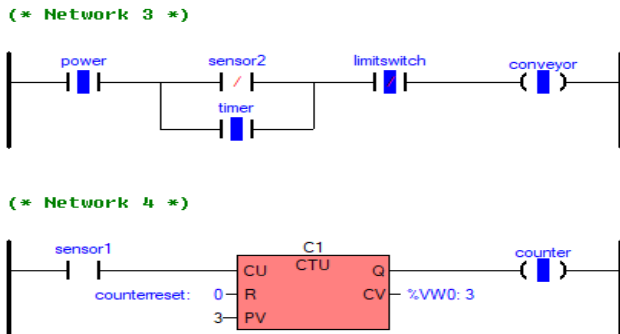 (* Network 3 *)
power sensor2 limitswitch conveyor
timer
(* Network 4 *)
sensor1 C1 counter
CTU
CU Q
counterreset: 0 R CV %VW0: 3
3 PV